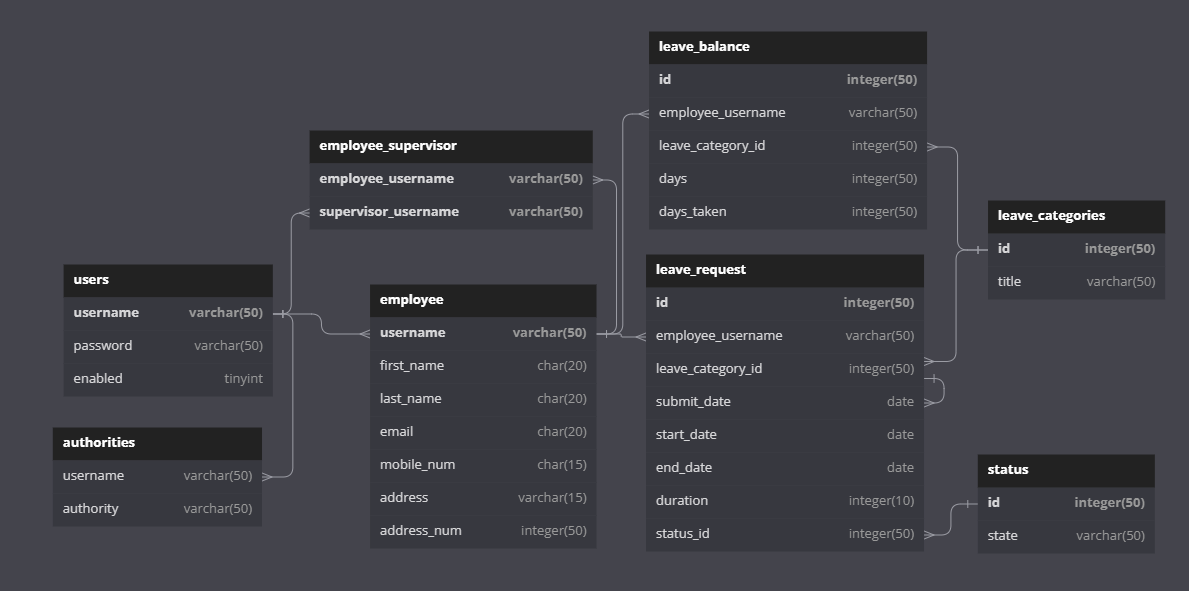 leave_balance
id integer(50)
employee_username varchar(50)
leave_category_id integer(50)
days integer(50)
days_taken integer(50)
employee_supervisor
employee_username varchar(50)
supervisor_username varchar(50)
leave_categories
id integer(50)
title varchar(50)
users
username varchar(50)
password varchar(50)
enabled tinyint
employee
username varchar(50)
first_name char(20)
last_name char(20)
email char(20)
mobile_num char(15)
address varchar(15)
address_num integer(50)
leave_request
id integer(50)
employee_username varchar(50)
leave_category_id integer(50)
submit_date date
start_date date
end_date date
duration integer(10)
status_id integer(50)
authorities
username varchar(50)
authority varchar(50)
status
id integer(50)
state varchar(50)